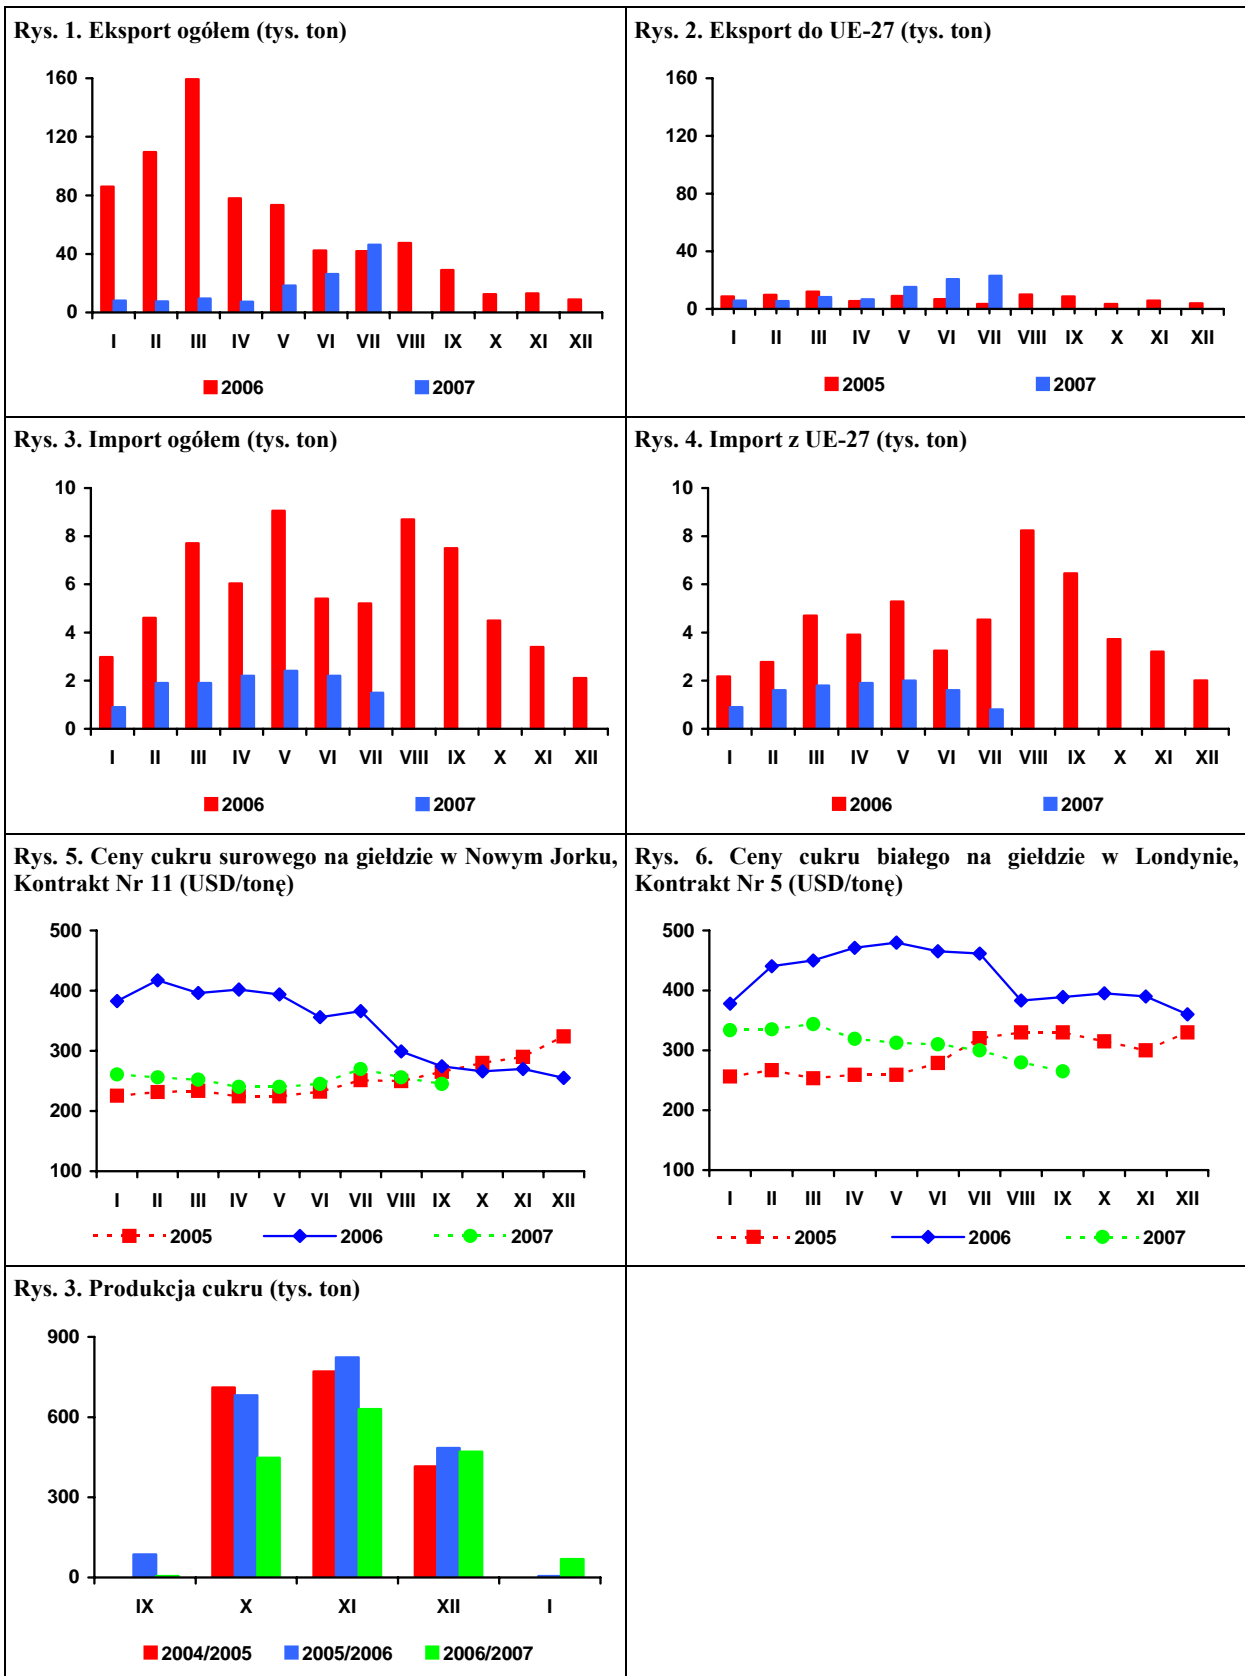 Rys. 1. Eksport ogółem (tys. ton)
160
120
80
40
0
I II III IV V VI VII VIII IX X XI XII
2006 2007
Rys. 2. Eksport do UE-27 (tys. ton)
160
120
80
40
0
I II III IV V VI VII VIII IX X XI XII
2005 2007
Rys. 3. Import ogółem (tys. ton)
10
8
6
4
2
0
I II III IV V VI VII VIII IX X XI XII
2006 2007
Rys. 4. Import z UE-27 (tys. ton)
10
8
6
4
2
0
I II III IV V VI VII VIII IX X XI XII
2006 2007
Rys. 5. Ceny cukru surowego na giełdzie w Nowym Jorku,
Kontrakt Nr 11 (USD/tonę)
500
400
300
200
100
I II III IV V VI VII VIII IX X XI XII
2005 2006 2007
Rys. 6. Ceny cukru białego na giełdzie w Londynie,
Kontrakt Nr 5 (USD/tonę)
500
400
300
200
100
I II III IV V VI VII VIII IX X XI XII
2005 2006 2007
Rys. 3. Produkcja cukru (tys. ton)
900
600
300
0
IX X XI XII I
2004/2005 2005/2006 2006/2007